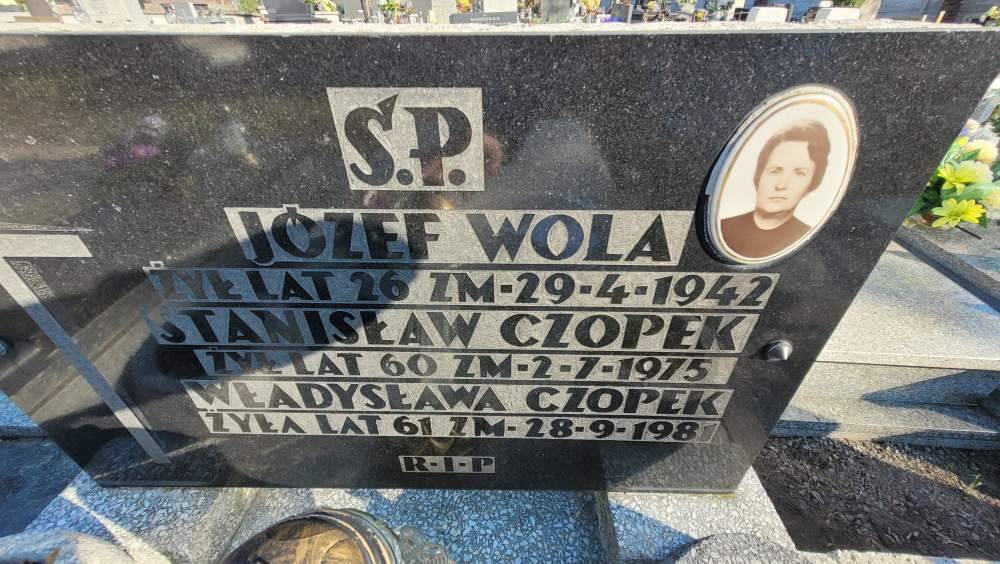 Ś.P.
JÓZEF WOLA
ŻYŁ LAT 26 ZM-29-4-1942
STANISŁAW CZOPEK
ŻYŁ LAT 60 ZM-2-7-1975
WŁADYSŁAWA CZOPEK
ŻYŁA LAT 61 ZM-28-9-1981
R-I-P